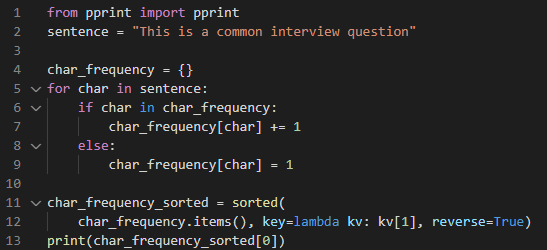 1 from pprint import pprint
2 sentence = "This is a common interview question"
3
4 char_frequency = {}
5 for char in sentence:
6     if char in char_frequency:
7         char_frequency[char] += 1
8     else:
9         char_frequency[char] = 1
10
11 char_frequency_sorted = sorted(
12     char_frequency.items(), key=lambda kv: kv[1], reverse=True)
13 print(char_frequency_sorted[0])